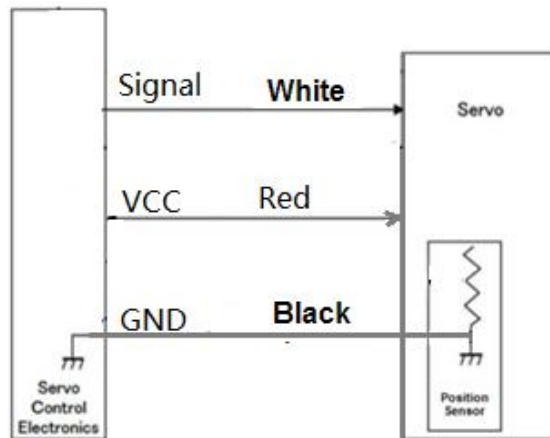 Signal White
Servo
VCC Red
GND Black
Servo
Control
Electronics
Position
Sensor